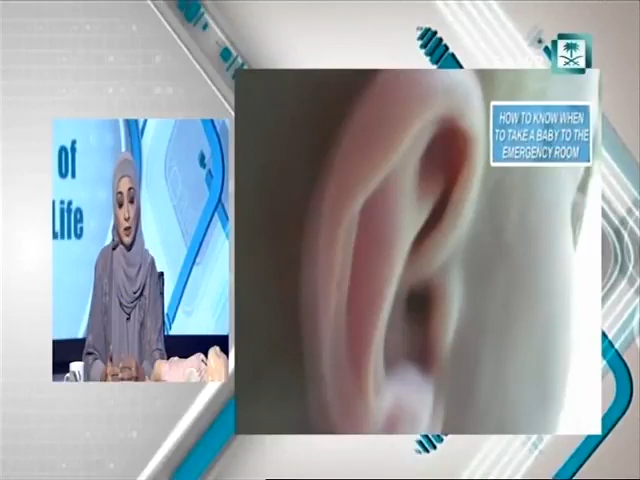 of
Life
HOW TO KNOW WHEN
TO TAKE A BABY TO THE
EMERGENCY ROOM